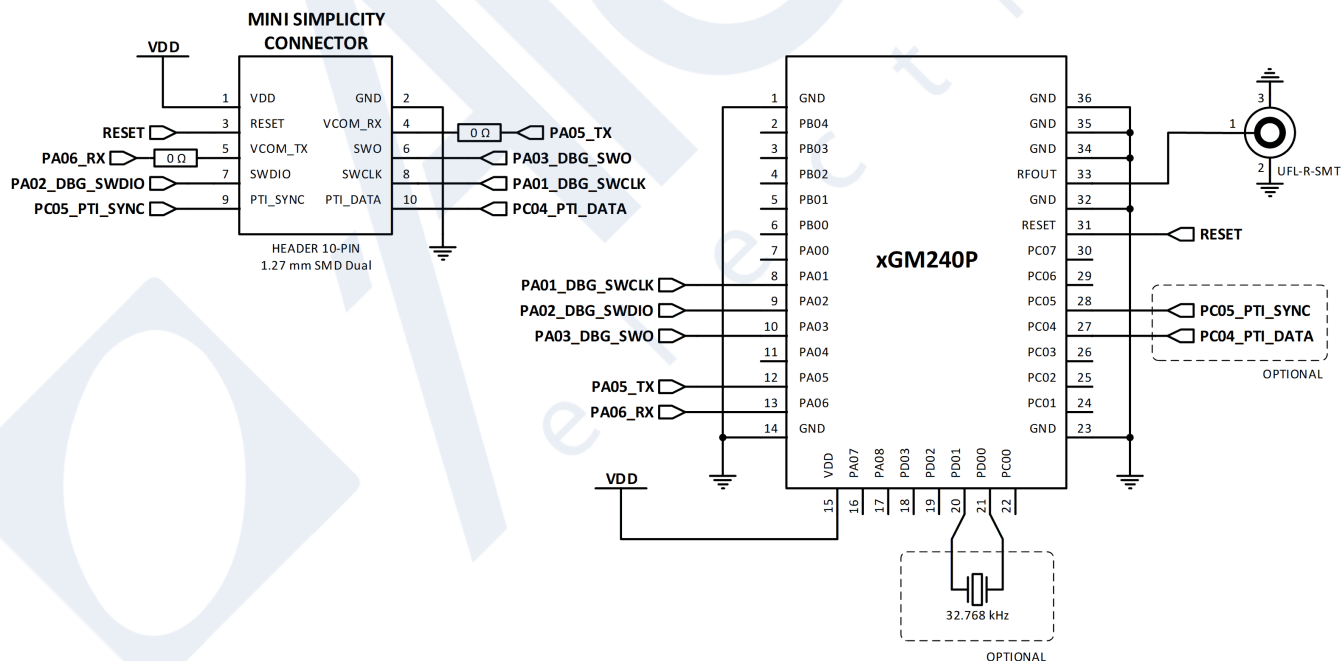 MINI SIMPLICITY
CONNECTOR
VDD
1 VDD GND 2
RESET 3 RESET VCOM_RX 4 0 Ω PA05_TX
PA06_RX 0 Ω 5 VCOM_TX SWO 6 PA03_DBG_SWO
PA02_DBG_SWDIO 7 SWDIO SWCLK 8 PA01_DBG_SWCLK
PC05_PTI_SYNC 9 PTI_SYNC PTI_DATA 10 PC04_PTI_DATA
HEADER 10-PIN
1.27 mm SMD Dual
xGM240P
1 GND
2 PB04
3 PB03
4 PB02
5 PB01
6 PB00
7 PA00
PA01_DBG_SWCLK 8 PA01
PA02_DBG_SWDIO 9 PA02
PA03_DBG_SWO 10 PA03
11 PA04
PA05_TX 12 PA05
PA06_RX 13 PA06
14 GND
VDD
15 VDD
16 PA07
17 PA08
18 PD03
19 PD02
20 PD01
21 PD00
22 PC00
32.768 kHz
OPTIONAL
GND 36
GND 35
GND 34
RFOUT 33
GND 32
RESET 31 RESET
PC07 30
PC06 29
PC05 28 PC05_PTI_SYNC
PC04 27 PC04_PTI_DATA
PC03 26
PC02 25
PC01 24
GND 23
OPTIONAL
3
1
2
UFL-R-SMT
e l e c t